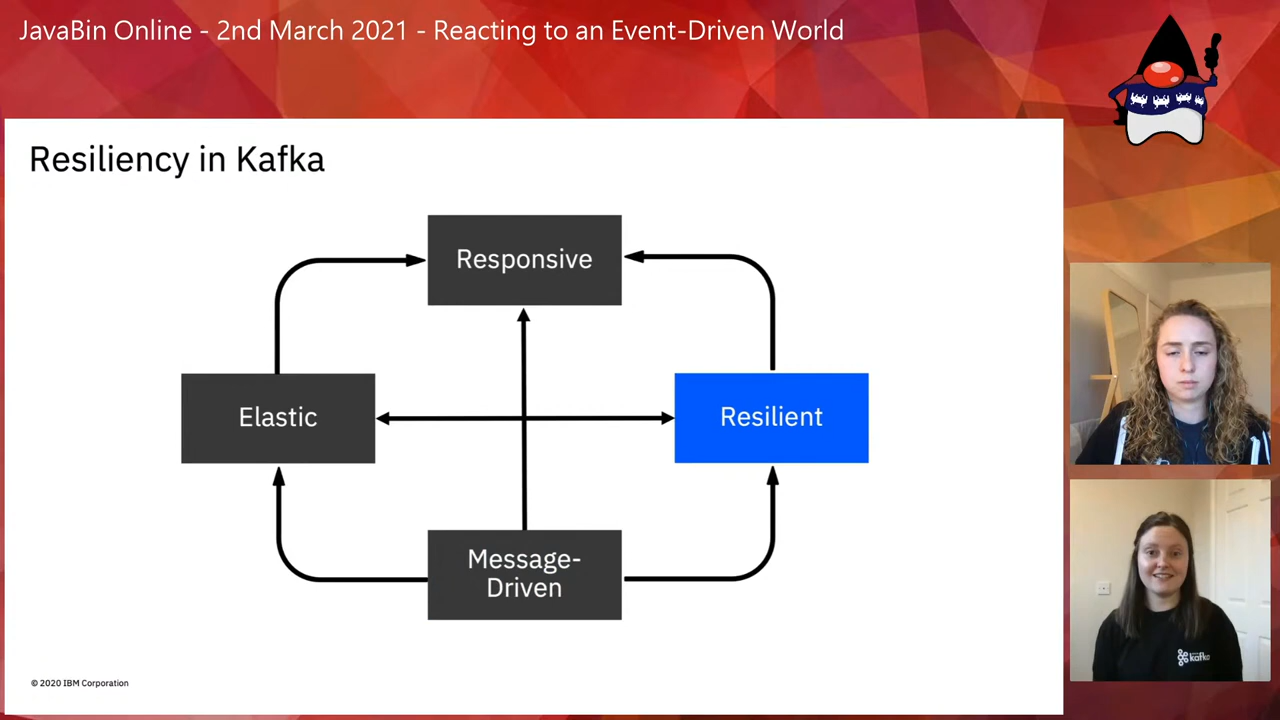 JavaBin Online - 2nd March 2021 - Reacting to an Event-Driven World
Resiliency in Kafka
Responsive
Elastic
Resilient
Message-
Driven
© 2020 IBM Corporation
kafka